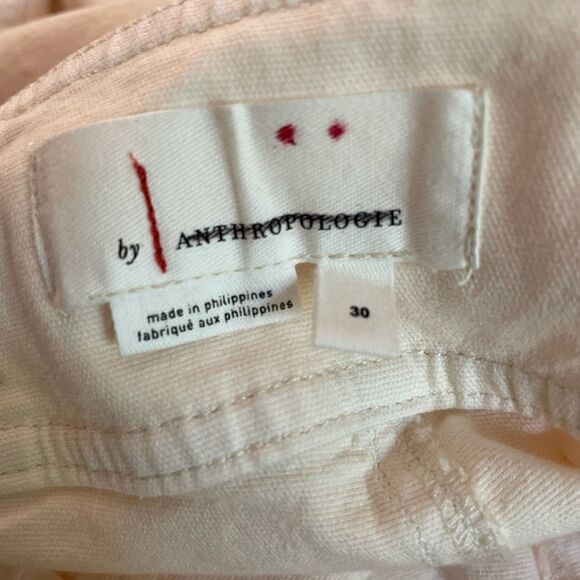 by ANTHROPOLOGIE
made in philippines
fabriqué aux philippines
30